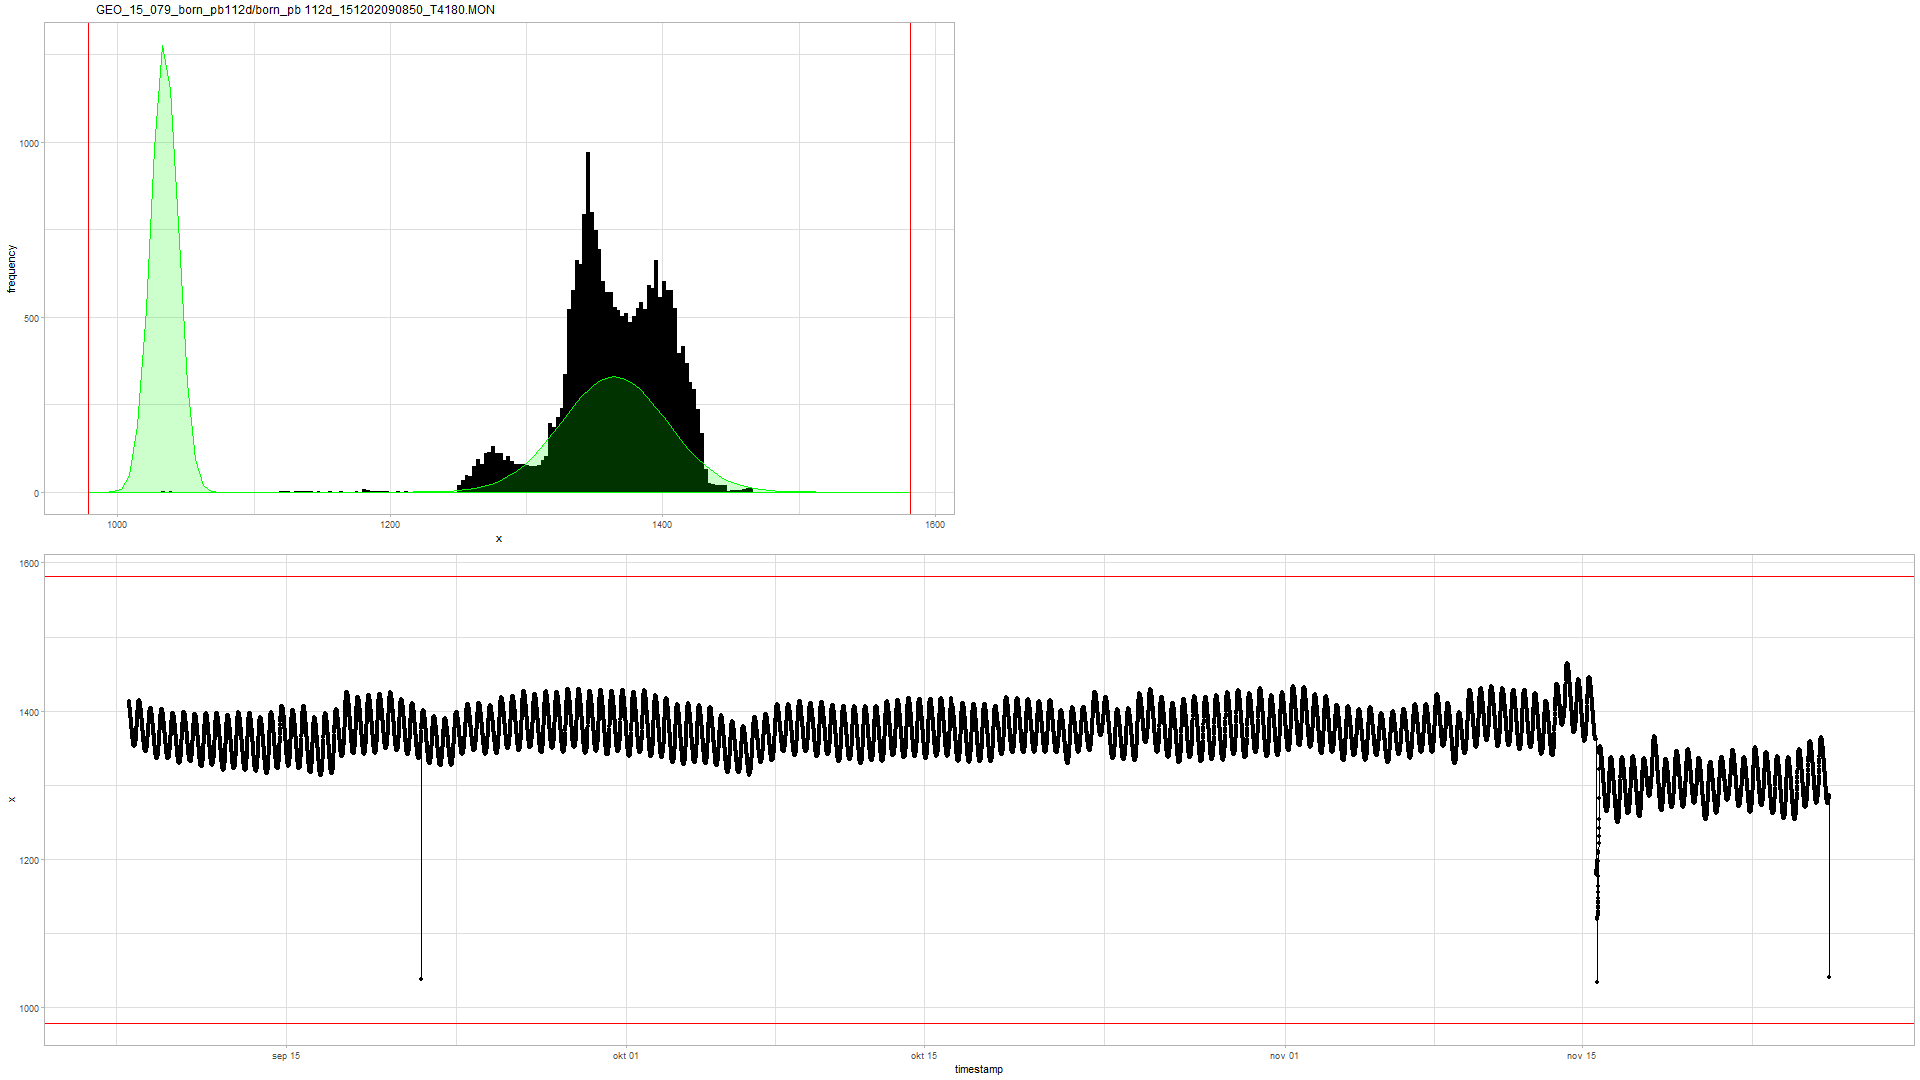 GEO_15_079_born_pb112d/born_pb 112d_151202090850_T4180.MON
1000
500
0
frequency
1000 1200 1400 1600
x
1600
1400
1200
1000
x
sep 15 okt 01 okt 15 nov 01 nov 15
timestamp